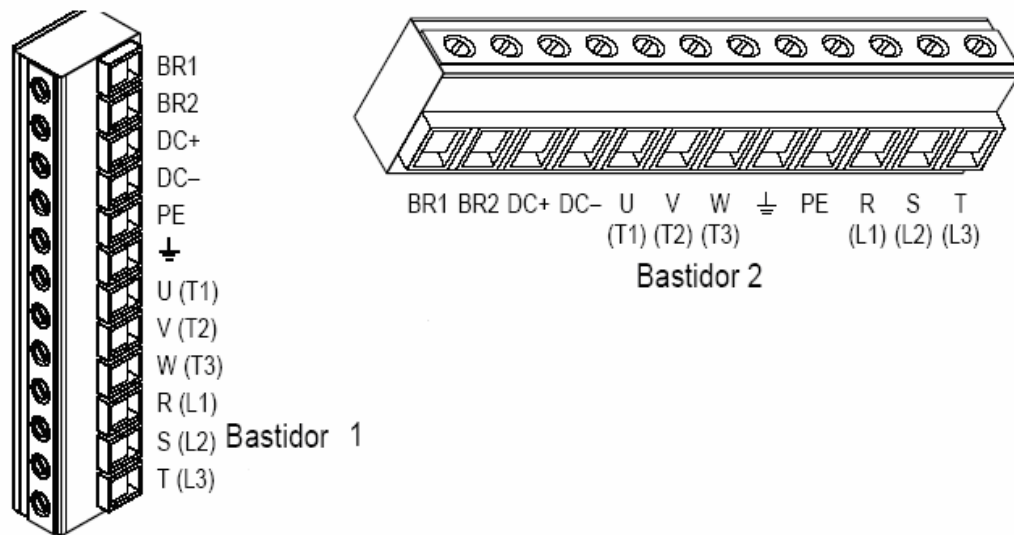 BR1
BR2
DC+
DC–
PE
⏚
U (T1)
V (T2)
W (T3)
R (L1)
S (L2)
T (L3)
Bastidor 1
BR1 BR2 DC+ DC– U V W ⏚ PE R S T
(T1) (T2) (T3) (L1) (L2) (L3)
Bastidor 2